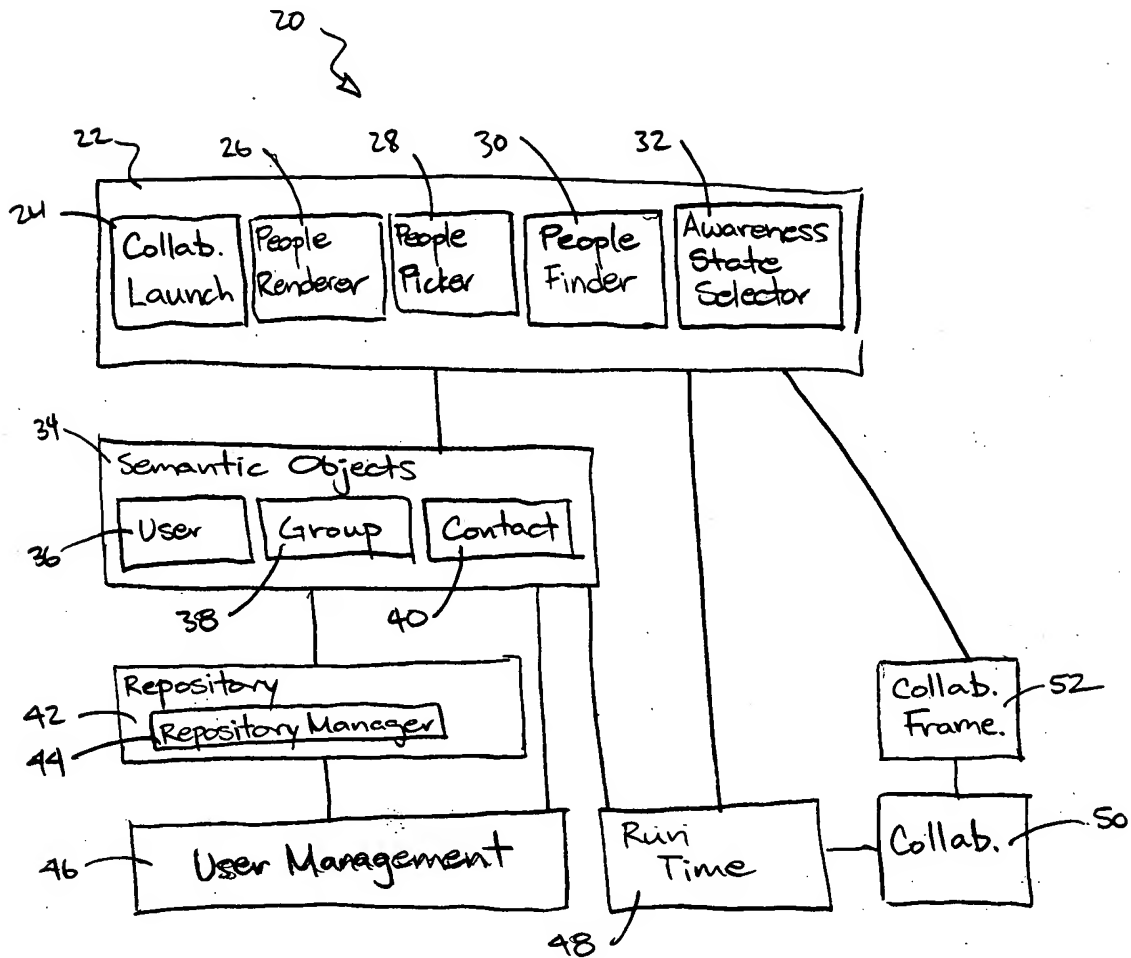 20
22
26
28
30
32
24
Collab.
Launch
People
Renderer
People
Picker
People
Finder
Awareness
State
Selector
34
Semantic Objects
User
Group
Contact
36
38
40
Repository
42
Repository Manager
44
Collab.
Frame.
52
46
User Management
Run
Time
48
Collab.
50